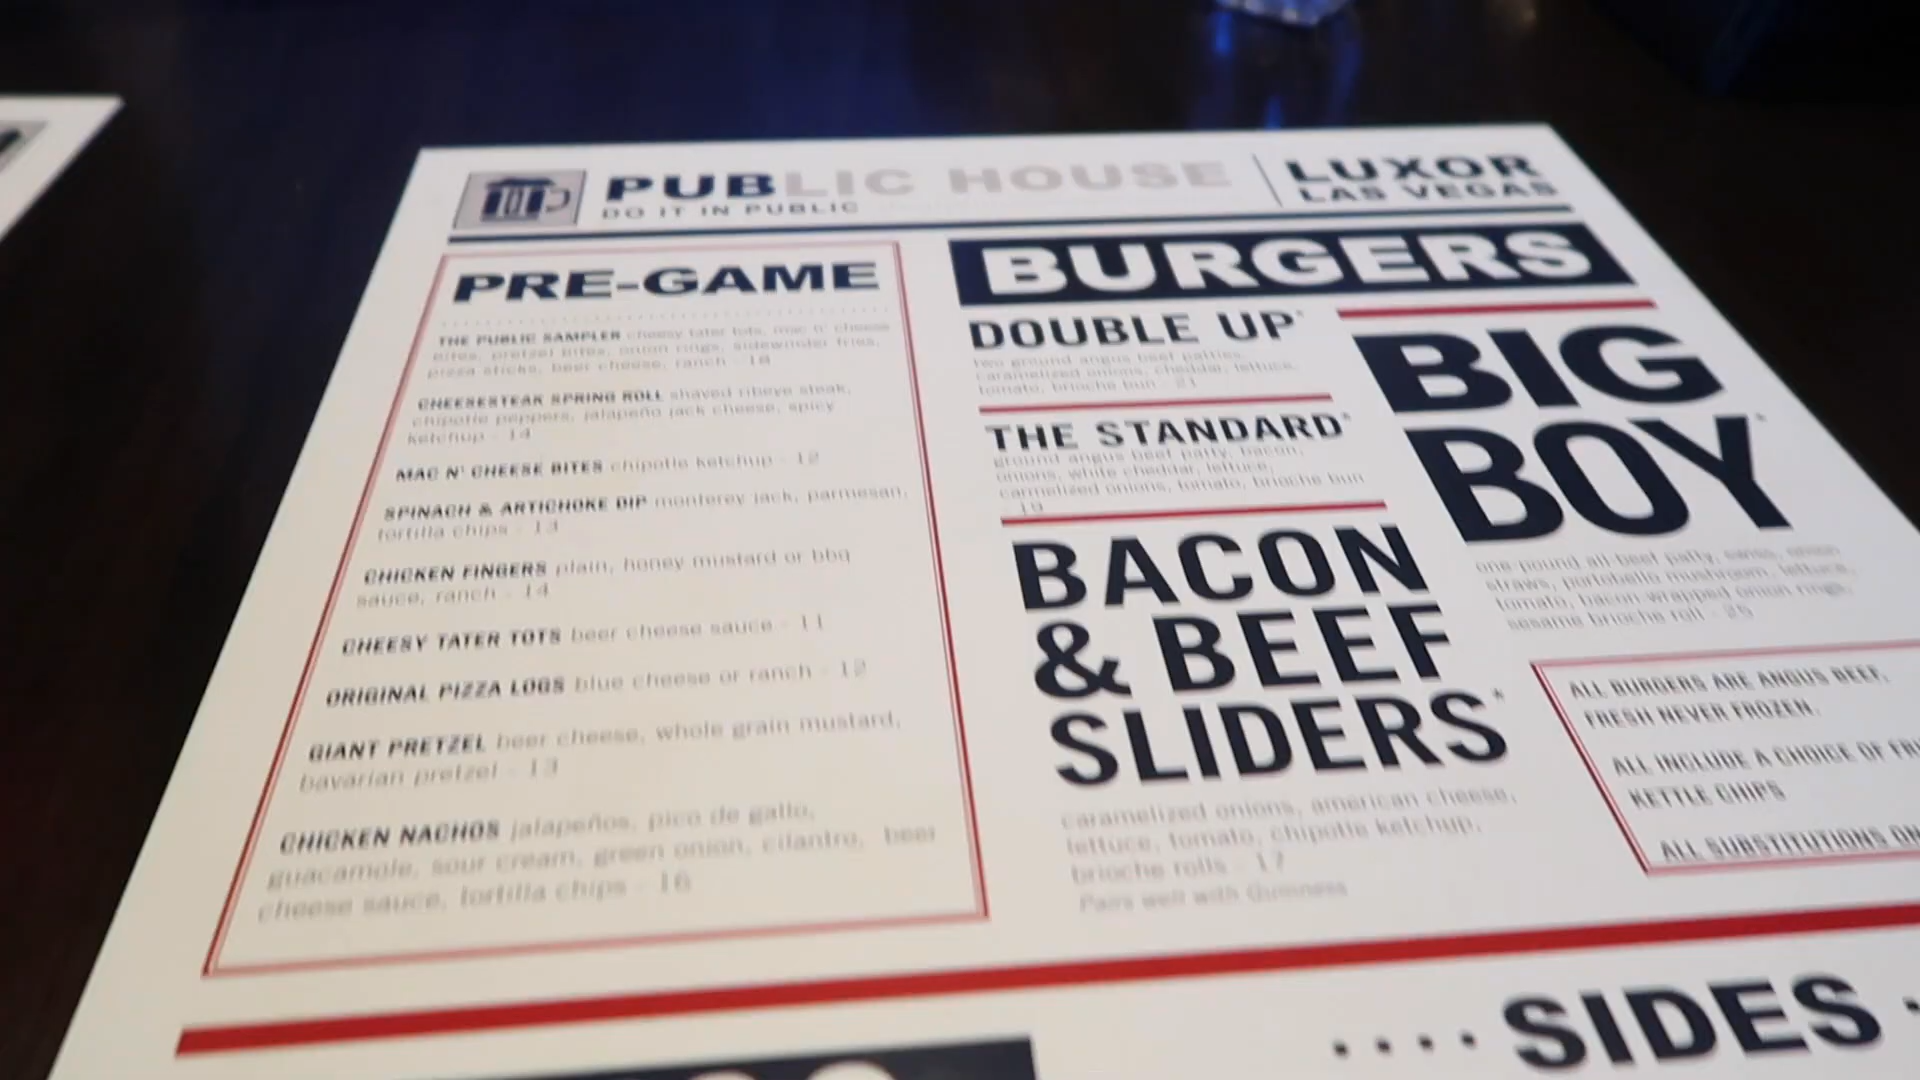 PUBLIC HOUSE
DO IT IN PUBLIC
LUXOR
LAS VEGAS
PRE-GAME
THE PUBLIC SAMPLER cheesy tater tots, mac n' cheese
bites, pretzel bites, onion rings, sidewinder fries,
pizza sticks, beer cheese, ranch - 18
CHEESESTEAK SPRING ROLL shaved ribeye steak,
chipotle peppers, jalapeño jack cheese, spicy
ketchup - 14
MAC N' CHEESE BITES chipotle ketchup - 12
SPINACH & ARTICHOKE DIP monterey jack, parmesan,
tortilla chips - 13
CHICKEN FINGERS plain, honey mustard or bbq
sauce, ranch - 14
CHEESY TATER TOTS beer cheese sauce - 11
ORIGINAL PIZZA LOGS blue cheese or ranch - 12
GIANT PRETZEL beer cheese, whole grain mustard,
bavarian pretzel - 13
CHICKEN NACHOS jalapeños, pico de gallo,
guacamole, sour cream, green onion, cilantro, beer
cheese sauce, tortilla chips - 16
BURGERS
DOUBLE UP*
two ground angus beef patties,
caramelized onions, cheddar, lettuce,
tomato, brioche bun - 21
THE STANDARD*
ground angus beef patty, bacon,
onions, white cheddar, lettuce,
carmelized onions, tomato, brioche bun
- 19
BACON
& BEEF
SLIDERS*
caramelized onions, american cheese,
lettuce, tomato, chipotle ketchup,
brioche rolls - 17
Pairs well with Guinness
BIG
BOY*
one-pound all-beef patty, swiss, onion
straws, portobello mushroom, lettuce,
tomato, bacon-wrapped onion rings,
sesame brioche roll - 25
ALL BURGERS ARE ANGUS BEEF,
FRESH NEVER FROZEN.
ALL INCLUDE A CHOICE OF
KETTLE CHIPS
ALL SUBSTITUTIONS
SIDES